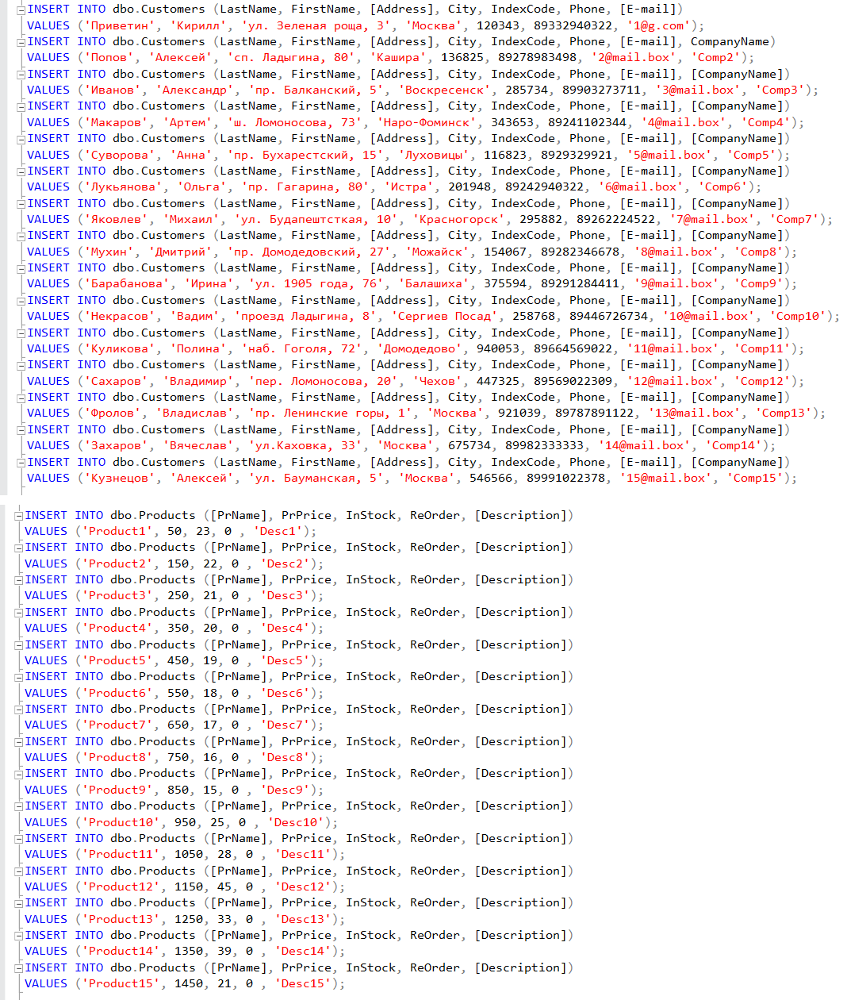 INSERT INTO dbo.Customers (LastName, FirstName, [Address], City, IndexCode, Phone, [E-mail])
VALUES ('Приветин', 'Кирилл', 'ул. Зеленая роща, 3', 'Москва', 120343, 89332940322, '1@g.com');
INSERT INTO dbo.Customers (LastName, FirstName, [Address], City, IndexCode, Phone, [E-mail], CompanyName)
VALUES ('Попов', 'Алексей', 'сп. Ладыгина, 80', 'Кашира', 136825, 89278983498, '2@mail.box', 'Comp2');
INSERT INTO dbo.Customers (LastName, FirstName, [Address], City, IndexCode, Phone, [E-mail], [CompanyName])
VALUES ('Иванов', 'Александр', 'пр. Балканский, 5', 'Воскресенск', 285734, 89903273711, '3@mail.box', 'Comp3');
INSERT INTO dbo.Customers (LastName, FirstName, [Address], City, IndexCode, Phone, [E-mail], [CompanyName])
VALUES ('Макаров', 'Артем', 'ш. Ломоносова, 73', 'Наро-Фоминск', 343653, 89241102344, '4@mail.box', 'Comp4');
INSERT INTO dbo.Customers (LastName, FirstName, [Address], City, IndexCode, Phone, [E-mail], [CompanyName])
VALUES ('Суворова', 'Анна', 'пр. Бухарестский, 15', 'Луховицы', 116823, 8929329921, '5@mail.box', 'Comp5');
INSERT INTO dbo.Customers (LastName, FirstName, [Address], City, IndexCode, Phone, [E-mail], [CompanyName])
VALUES ('Лукьянова', 'Ольга', 'пр. Гагарина, 80', 'Истра', 201948, 89242940322, '6@mail.box', 'Comp6');
INSERT INTO dbo.Customers (LastName, FirstName, [Address], City, IndexCode, Phone, [E-mail], [CompanyName])
VALUES ('Яковлев', 'Михаил', 'ул. Будапештсткая, 10', 'Красногорск', 295882, 89262224522, '7@mail.box', 'Comp7');
INSERT INTO dbo.Customers (LastName, FirstName, [Address], City, IndexCode, Phone, [E-mail], [CompanyName])
VALUES ('Мухин', 'Дмитрий', 'пр. Домодедовский, 27', 'Можайск', 154067, 89282346678, '8@mail.box', 'Comp8');
INSERT INTO dbo.Customers (LastName, FirstName, [Address], City, IndexCode, Phone, [E-mail], [CompanyName])
VALUES ('Барабанова', 'Ирина', 'ул. 1905 года, 76', 'Балашиха', 375594, 89291284411, '9@mail.box', 'Comp9');
INSERT INTO dbo.Customers (LastName, FirstName, [Address], City, IndexCode, Phone, [E-mail], [CompanyName])
VALUES ('Некрасов', 'Вадим', 'проезд Ладыгина, 8', 'Сергиев Посад', 258768, 89446726734, '10@mail.box', 'Comp10');
INSERT INTO dbo.Customers (LastName, FirstName, [Address], City, IndexCode, Phone, [E-mail], [CompanyName])
VALUES ('Куликова', 'Полина', 'наб. Гоголя, 72', 'Домодедово', 940053, 89664569022, '11@mail.box', 'Comp11');
INSERT INTO dbo.Customers (LastName, FirstName, [Address], City, IndexCode, Phone, [E-mail], [CompanyName])
VALUES ('Сахаров', 'Владимир', 'пер. Ломоносова, 20', 'Чехов', 447325, 89569022309, '12@mail.box', 'Comp12');
INSERT INTO dbo.Customers (LastName, FirstName, [Address], City, IndexCode, Phone, [E-mail], [CompanyName])
VALUES ('Фролов', 'Владислав', 'пр. Ленинские горы, 1', 'Москва', 921039, 89787891122, '13@mail.box', 'Comp13');
INSERT INTO dbo.Customers (LastName, FirstName, [Address], City, IndexCode, Phone, [E-mail], [CompanyName])
VALUES ('Захаров', 'Вячеслав', 'ул.Каховка, 33', 'Москва', 675734, 89982333333, '14@mail.box', 'Comp14');
INSERT INTO dbo.Customers (LastName, FirstName, [Address], City, IndexCode, Phone, [E-mail], [CompanyName])
VALUES ('Кузнецов', 'Алексей', 'ул. Бауманская, 5', 'Москва', 546566, 89991022378, '15@mail.box', 'Comp15');
INSERT INTO dbo.Products ([PrName], PrPrice, InStock, ReOrder, [Description])
VALUES ('Product1', 50, 23, 0 , 'Desc1');
INSERT INTO dbo.Products ([PrName], PrPrice, InStock, ReOrder, [Description])
VALUES ('Product2', 150, 22, 0 , 'Desc2');
INSERT INTO dbo.Products ([PrName], PrPrice, InStock, ReOrder, [Description])
VALUES ('Product3', 250, 21, 0 , 'Desc3');
INSERT INTO dbo.Products ([PrName], PrPrice, InStock, ReOrder, [Description])
VALUES ('Product4', 350, 20, 0 , 'Desc4');
INSERT INTO dbo.Products ([PrName], PrPrice, InStock, ReOrder, [Description])
VALUES ('Product5', 450, 19, 0 , 'Desc5');
INSERT INTO dbo.Products ([PrName], PrPrice, InStock, ReOrder, [Description])
VALUES ('Product6', 550, 18, 0 , 'Desc6');
INSERT INTO dbo.Products ([PrName], PrPrice, InStock, ReOrder, [Description])
VALUES ('Product7', 650, 17, 0 , 'Desc7');
INSERT INTO dbo.Products ([PrName], PrPrice, InStock, ReOrder, [Description])
VALUES ('Product8', 750, 16, 0 , 'Desc8');
INSERT INTO dbo.Products ([PrName], PrPrice, InStock, ReOrder, [Description])
VALUES ('Product9', 850, 15, 0 , 'Desc9');
INSERT INTO dbo.Products ([PrName], PrPrice, InStock, ReOrder, [Description])
VALUES ('Product10', 950, 25, 0 , 'Desc10');
INSERT INTO dbo.Products ([PrName], PrPrice, InStock, ReOrder, [Description])
VALUES ('Product11', 1050, 28, 0 , 'Desc11');
INSERT INTO dbo.Products ([PrName], PrPrice, InStock, ReOrder, [Description])
VALUES ('Product12', 1150, 45, 0 , 'Desc12');
INSERT INTO dbo.Products ([PrName], PrPrice, InStock, ReOrder, [Description])
VALUES ('Product13', 1250, 33, 0 , 'Desc13');
INSERT INTO dbo.Products ([PrName], PrPrice, InStock, ReOrder, [Description])
VALUES ('Product14', 1350, 39, 0 , 'Desc14');
INSERT INTO dbo.Products ([PrName], PrPrice, InStock, ReOrder, [Description])
VALUES ('Product15', 1450, 21, 0 , 'Desc15');